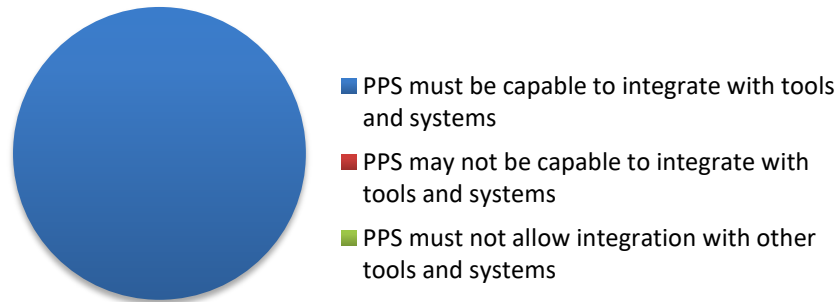 PPS must be capable to integrate with tools
and systems
PPS may not be capable to integrate with
tools and systems
PPS must not allow integration with other
tools and systems